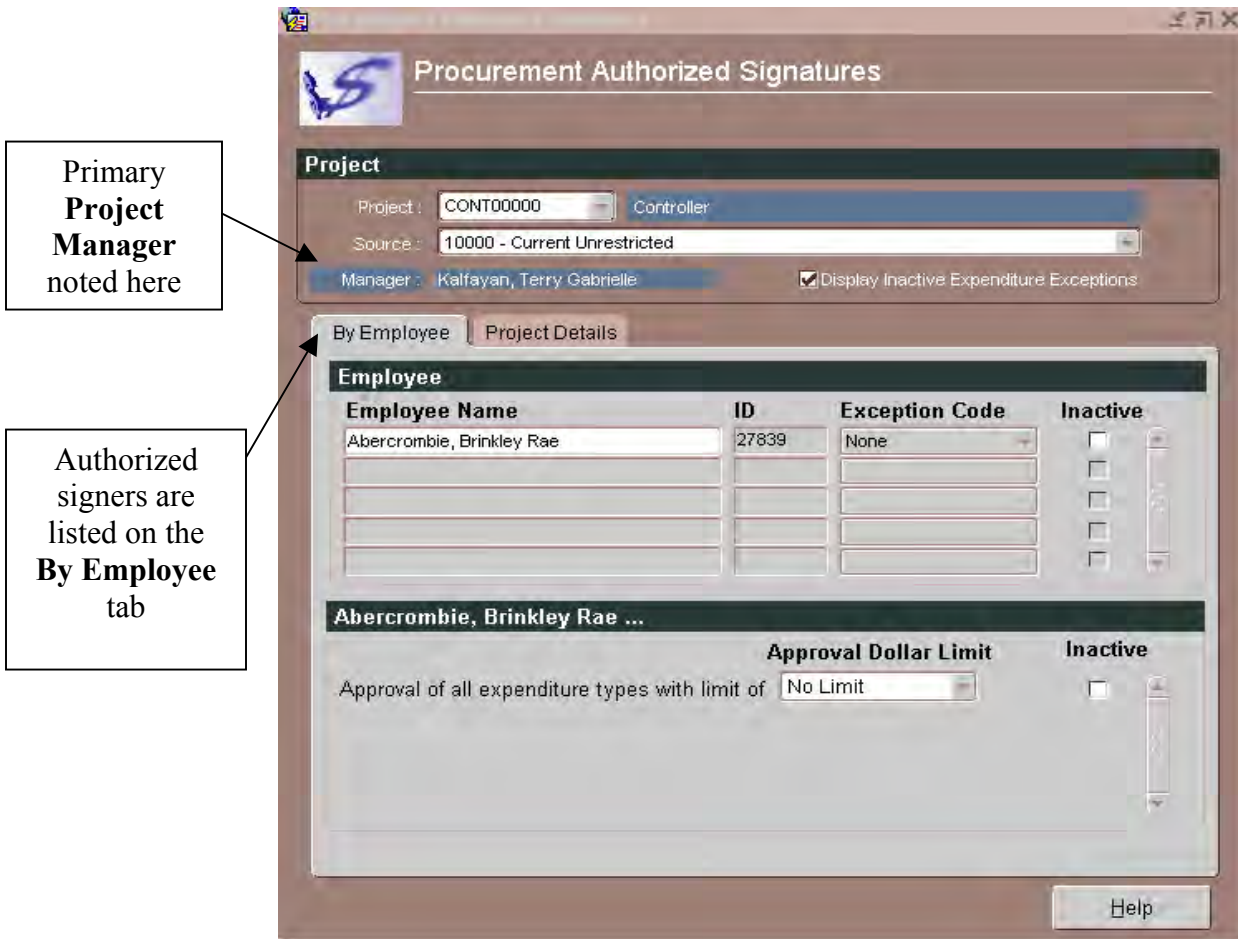 Procurement Authorized Signatures
Primary
Project
Manager
noted here
Project
Project : CONT00000 Controller
Source : 10000 - Current Unrestricted
Manager : Kalfayan, Terry Gabrielle Display Inactive Expenditure Exceptions
By Employee Project Details
Authorized
signers are
listed on the
By Employee
tab
Employee
Employee Name ID Exception Code Inactive
Abercrombie, Brinkley Rae 27839 None
Abercrombie, Brinkley Rae ...
Approval Dollar Limit Inactive
Approval of all expenditure types with limit of No Limit
Help